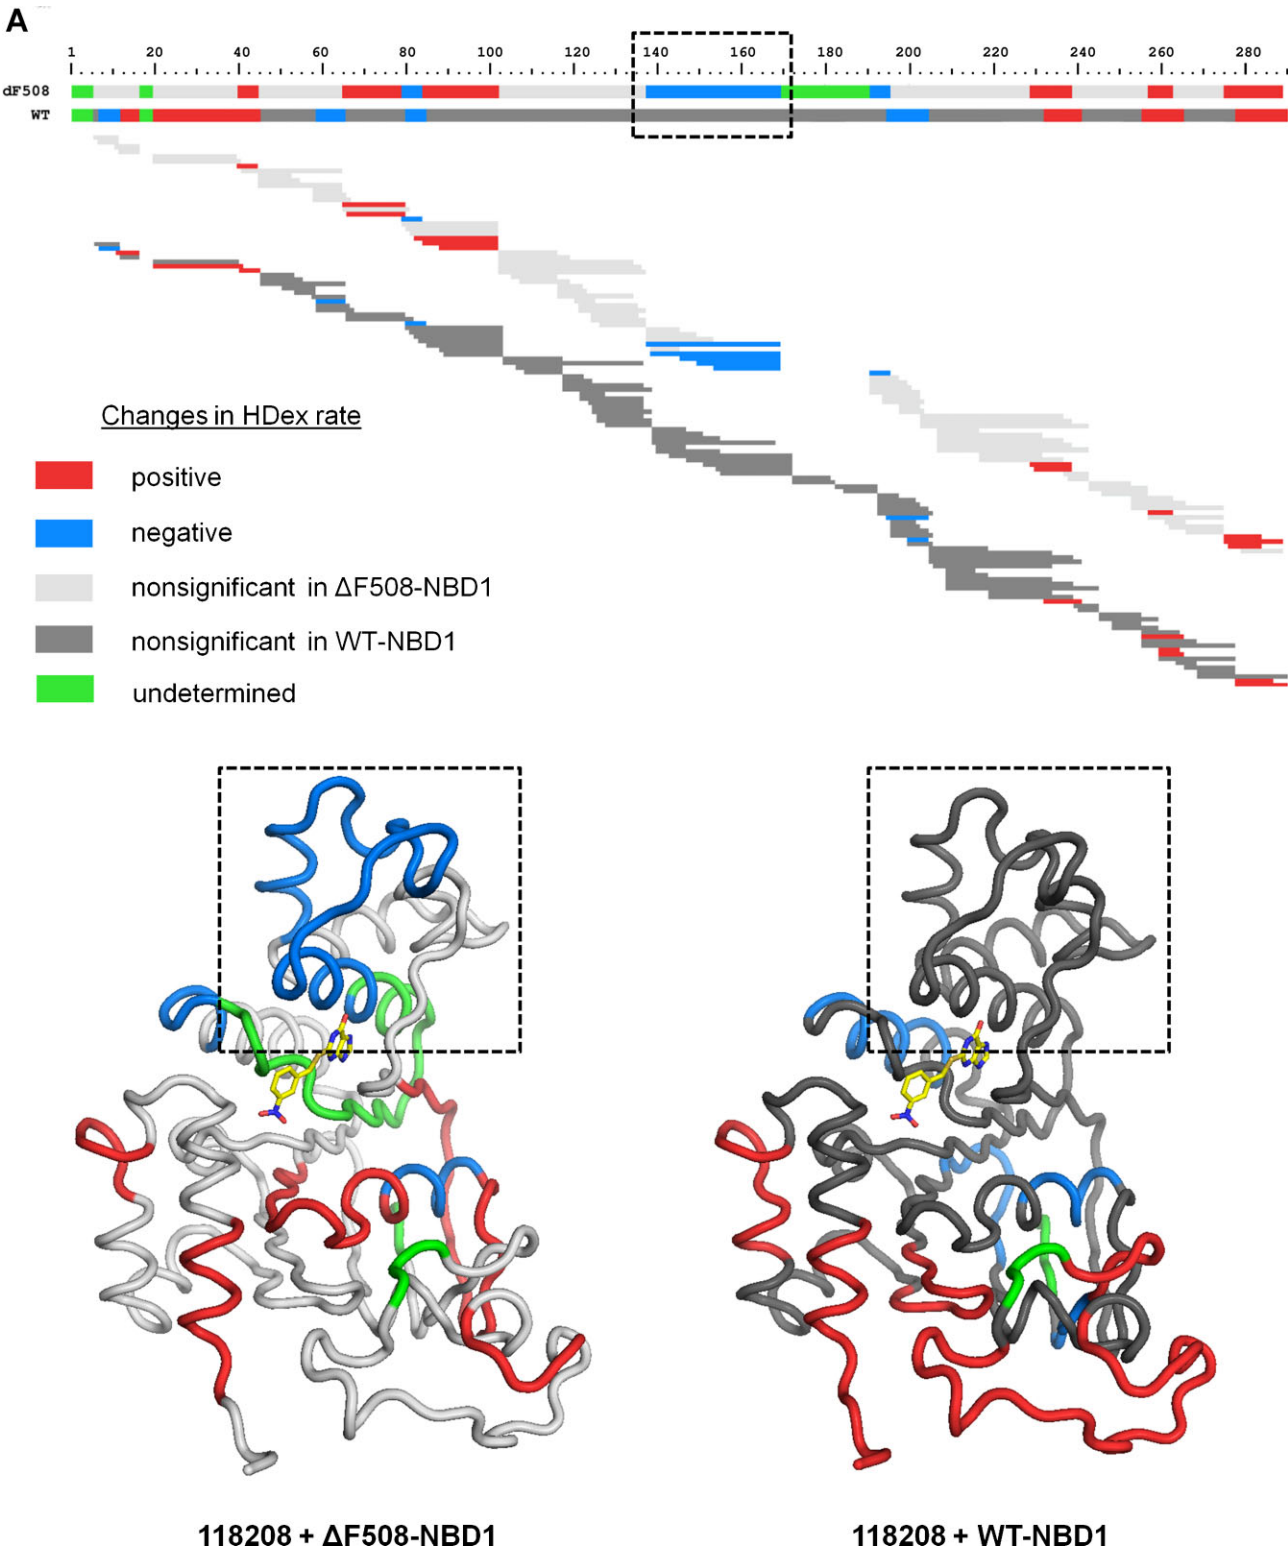 A
1 20 40 60 80 100 120 140 160 180 200 220 240 260 280
dF508
WT
Changes in HDex rate
positive
negative
nonsignificant in ΔF508-NBD1
nonsignificant in WT-NBD1
undetermined
118208 + ΔF508-NBD1 118208 + WT-NBD1